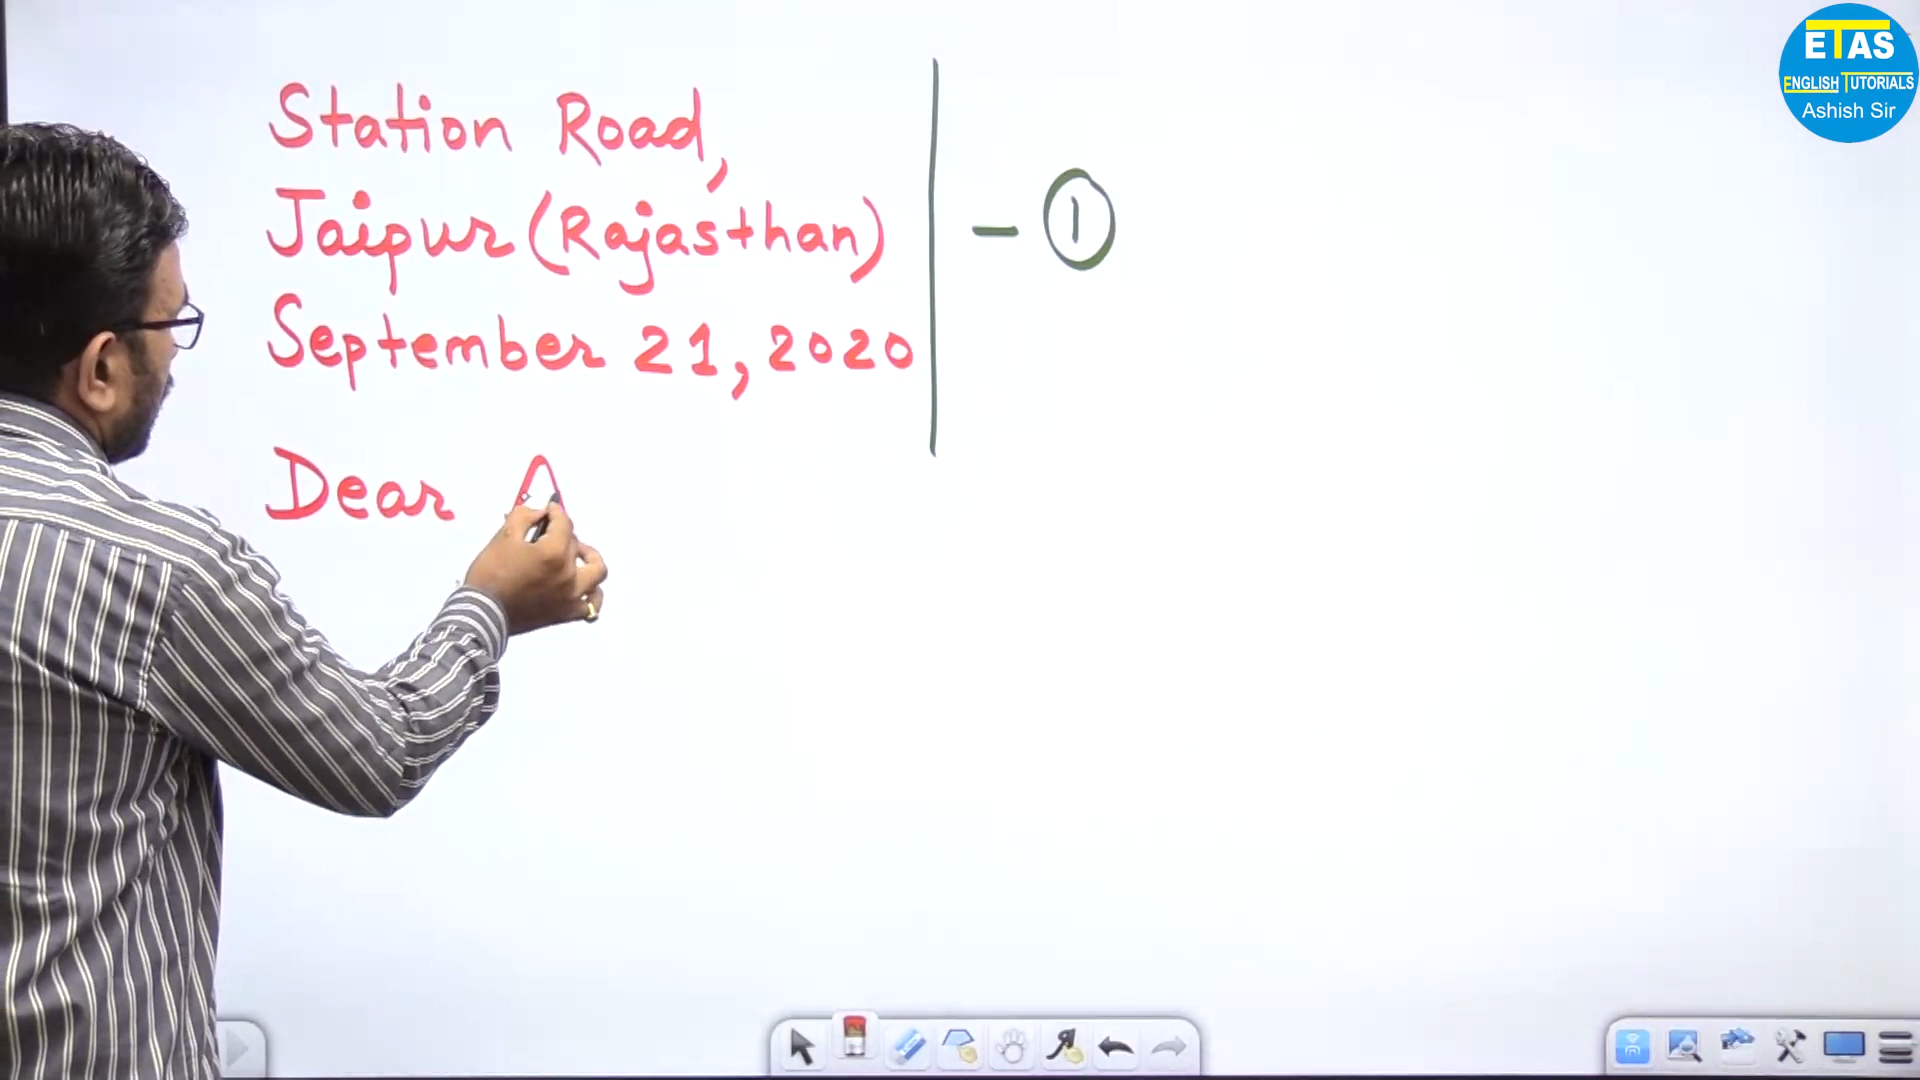 Station Road,
Jaipur (Rajasthan)
September 21, 2020
- 1
Dear A
ETAS
ENGLISH TUTORIALS
Ashish Sir